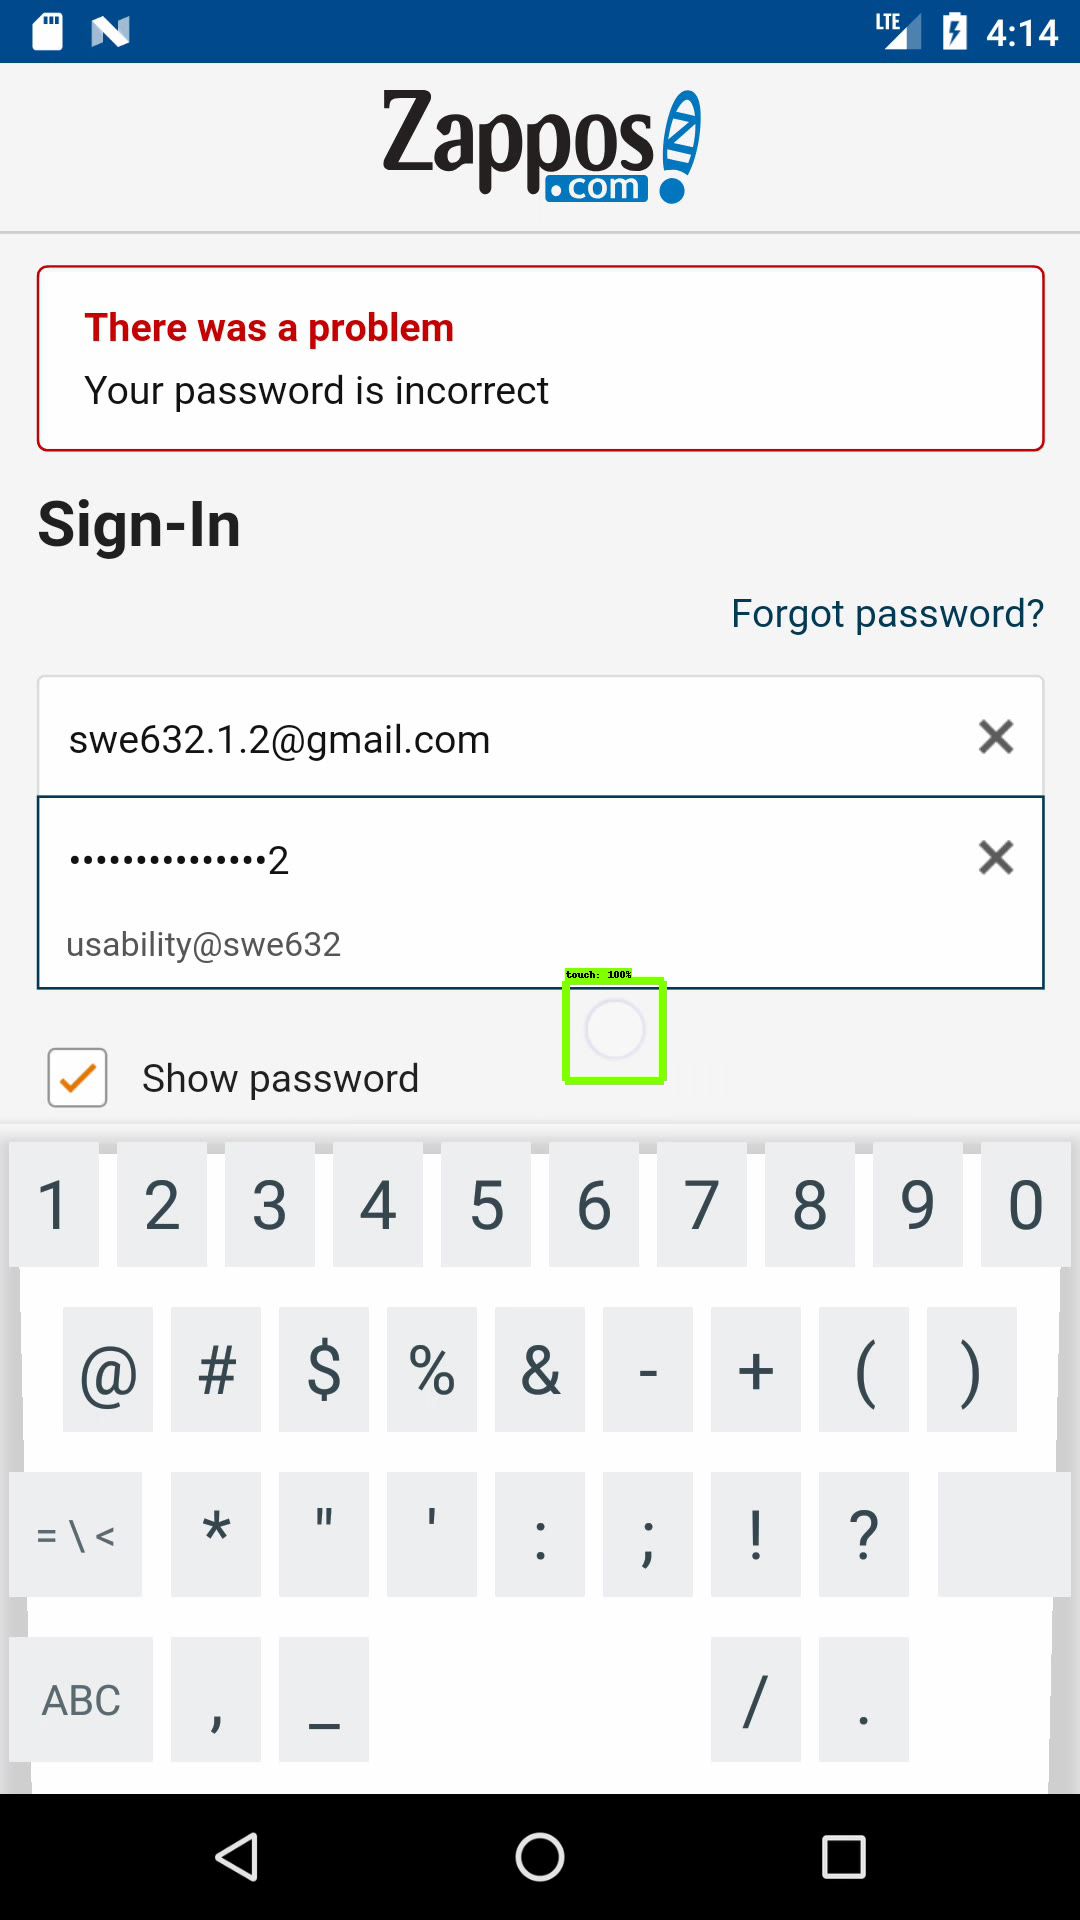 LTE 4:14
Zappos
.com
There was a problem
Your password is incorrect
Sign-In
Forgot password?
swe632.1.2@gmail.com
•••••••••••••••2
usability@swe632
touch: 100%
Show password
1 2 3 4 5 6 7 8 9 0
@ # $ % & - + ( )
= \ < * " ' : ; ! ?
ABC , _ / .